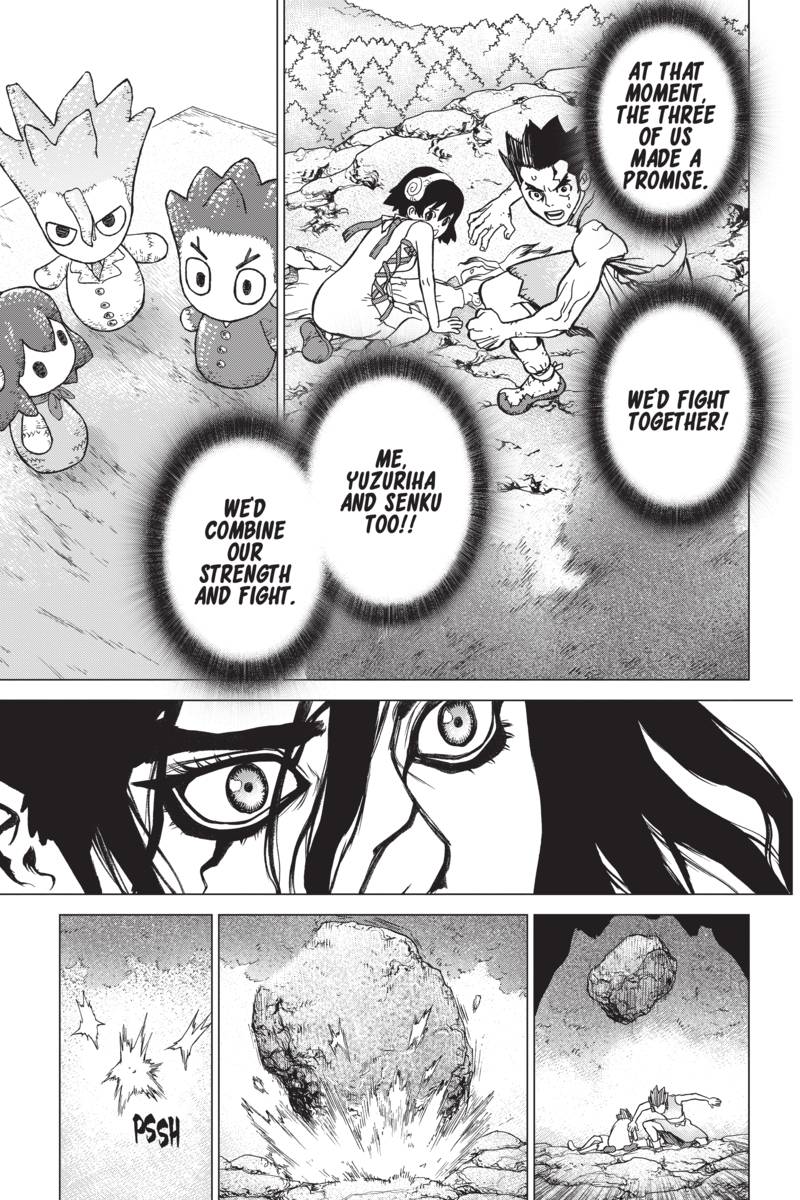 AT THAT
MOMENT,
THE THREE
OF US
MADE A
PROMISE.
WE'D FIGHT
TOGETHER!
ME,
YUZURIHA
AND SENKU
TOO!!
WE'D
COMBINE
OUR
STRENGTH
AND FIGHT.
PSSH